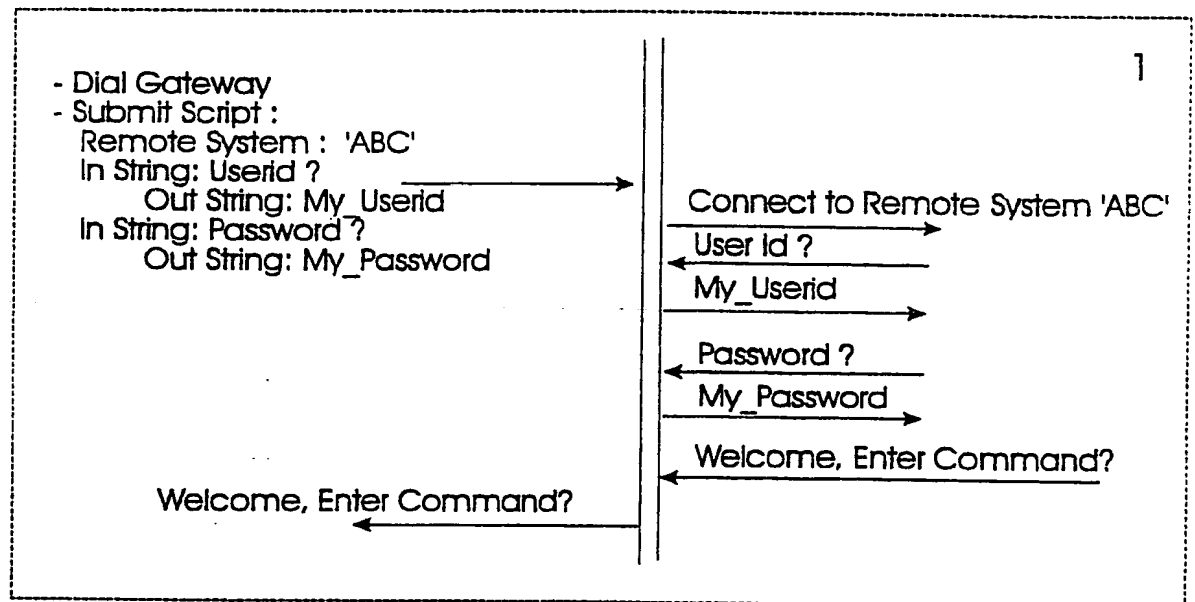 1
- Dial Gateway
- Submit Script :
Remote System : 'ABC'
In String: Userid ?
Out String: My_Userid
In String: Password ?
Out String: My_Password
Connect to Remote System 'ABC'
User Id ?
My_Userid
Password ?
My_Password
Welcome, Enter Command?
Welcome, Enter Command?